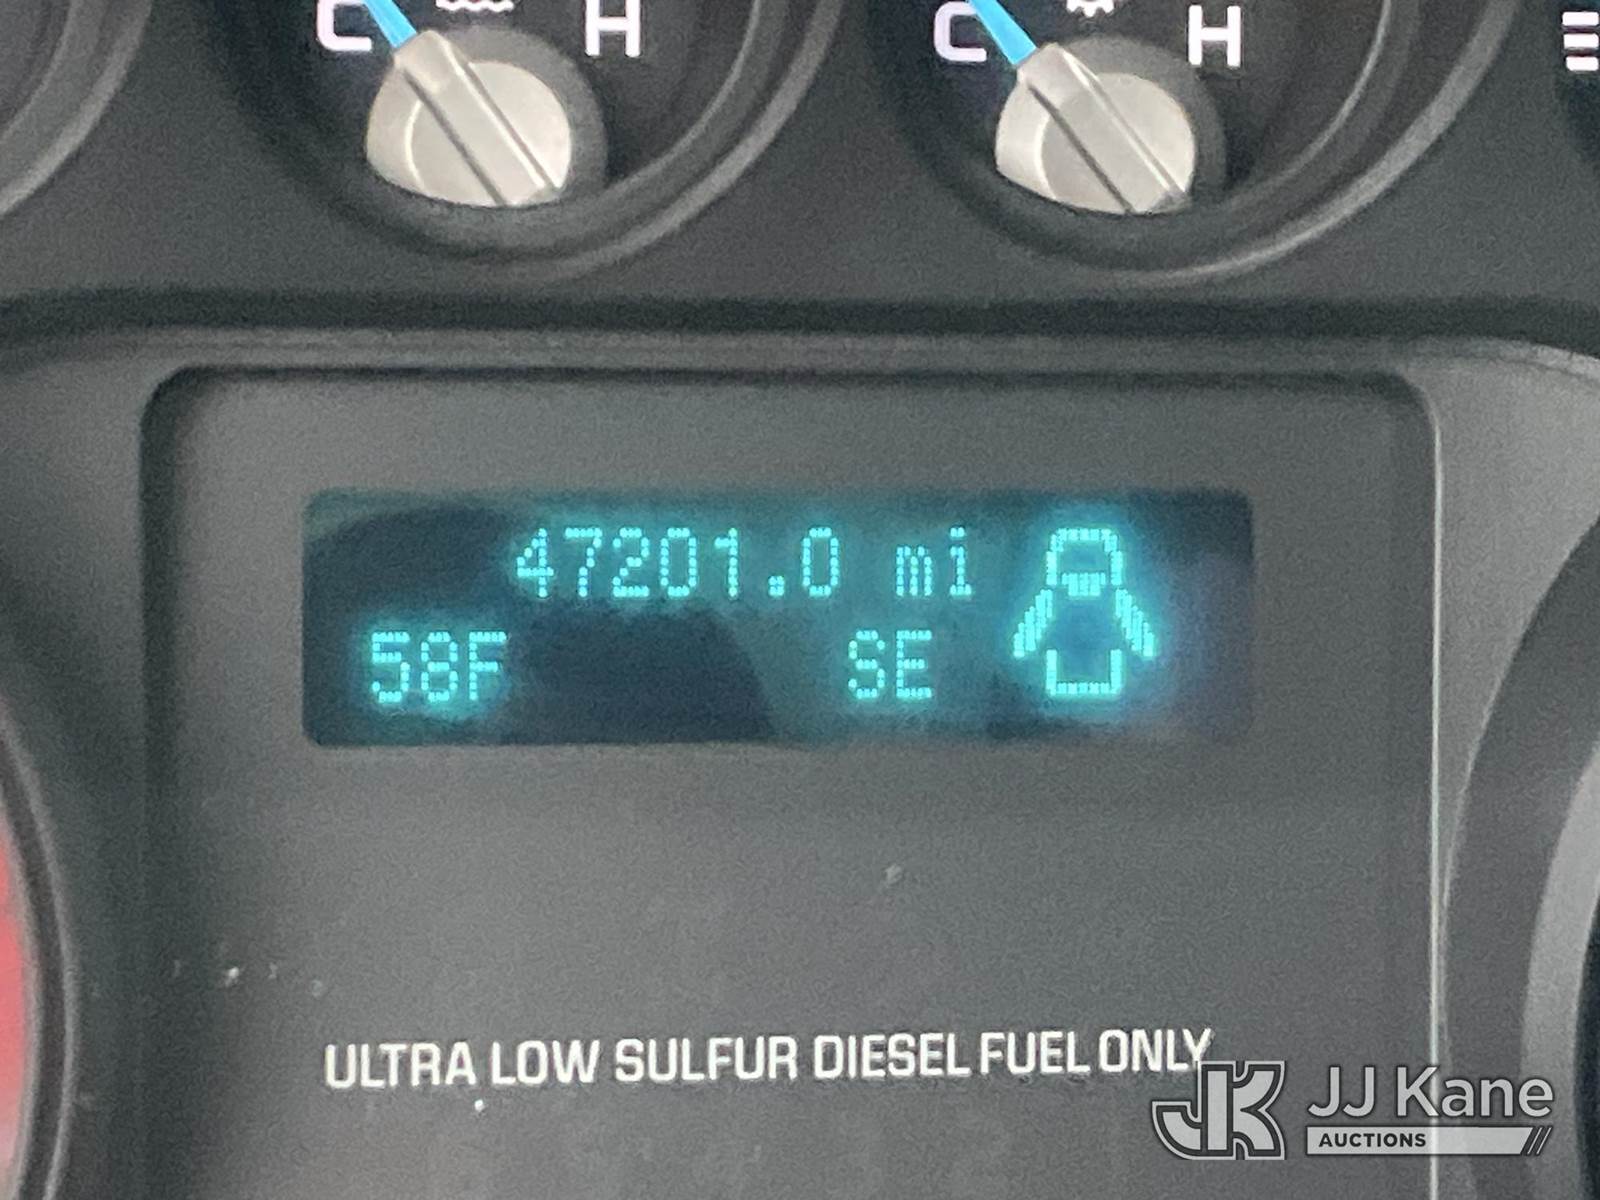 C H C H
47201.0 mi
58F SE
ULTRA LOW SULFUR DIESEL FUEL ONLY
JK JJ Kane
AUCTIONS